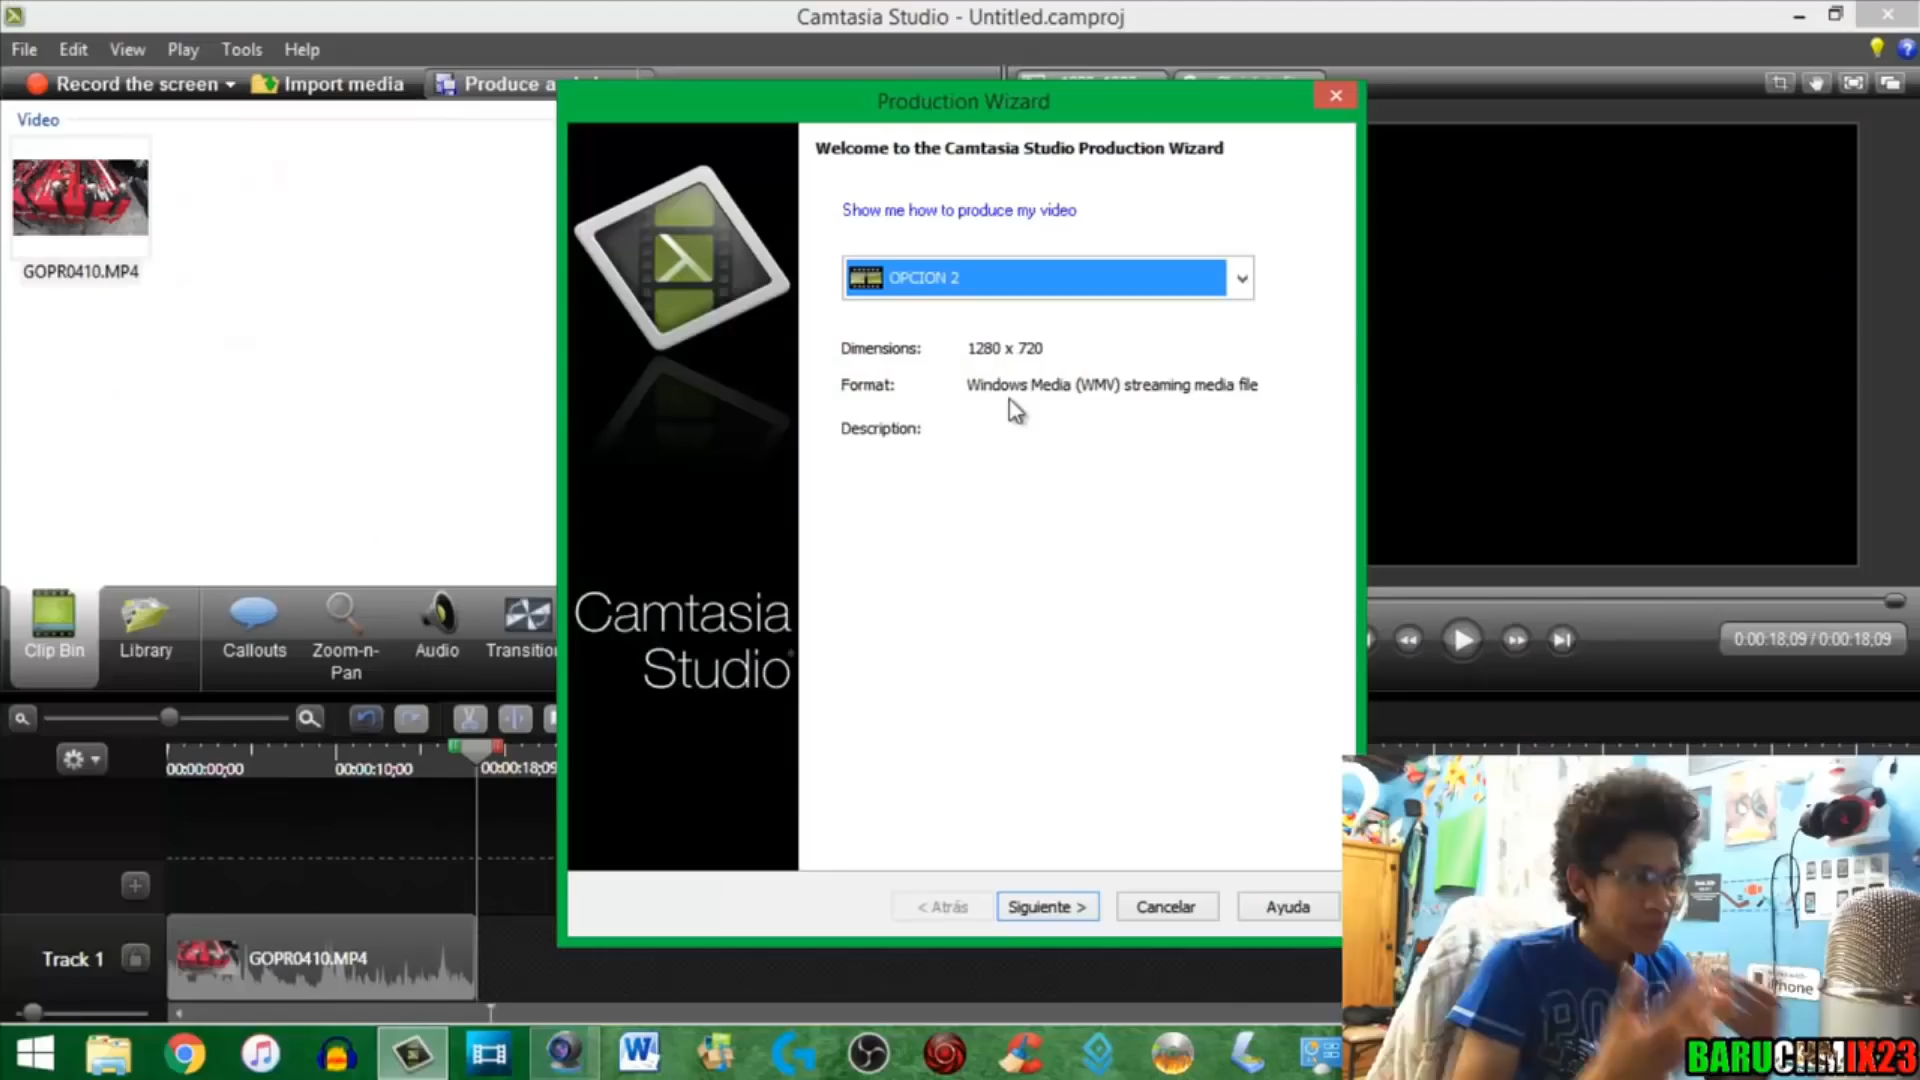 Camtasia Studio - Untitled.camproj
File Edit View Play Tools Help
Record the screen Import media Produce a
Production Wizard
Video
Welcome to the Camtasia Studio Production Wizard
Show me how to produce my video
GOPR0410.MP4
OPCION 2
Dimensions: 1280 x 720
Format: Windows Media (WMV) streaming media file
Description:
Camtasia
Studio
Clip Bin Library Callouts Zoom-n-Pan Audio Transition
0:00:18,09 / 0:00:18,09
00:00:00;00 00:00:10;00 00:00:18;09
< Atrás Siguiente > Cancelar Ayuda
Track 1 GOPR0410.MP4
iPhone
BARUCHMIX23